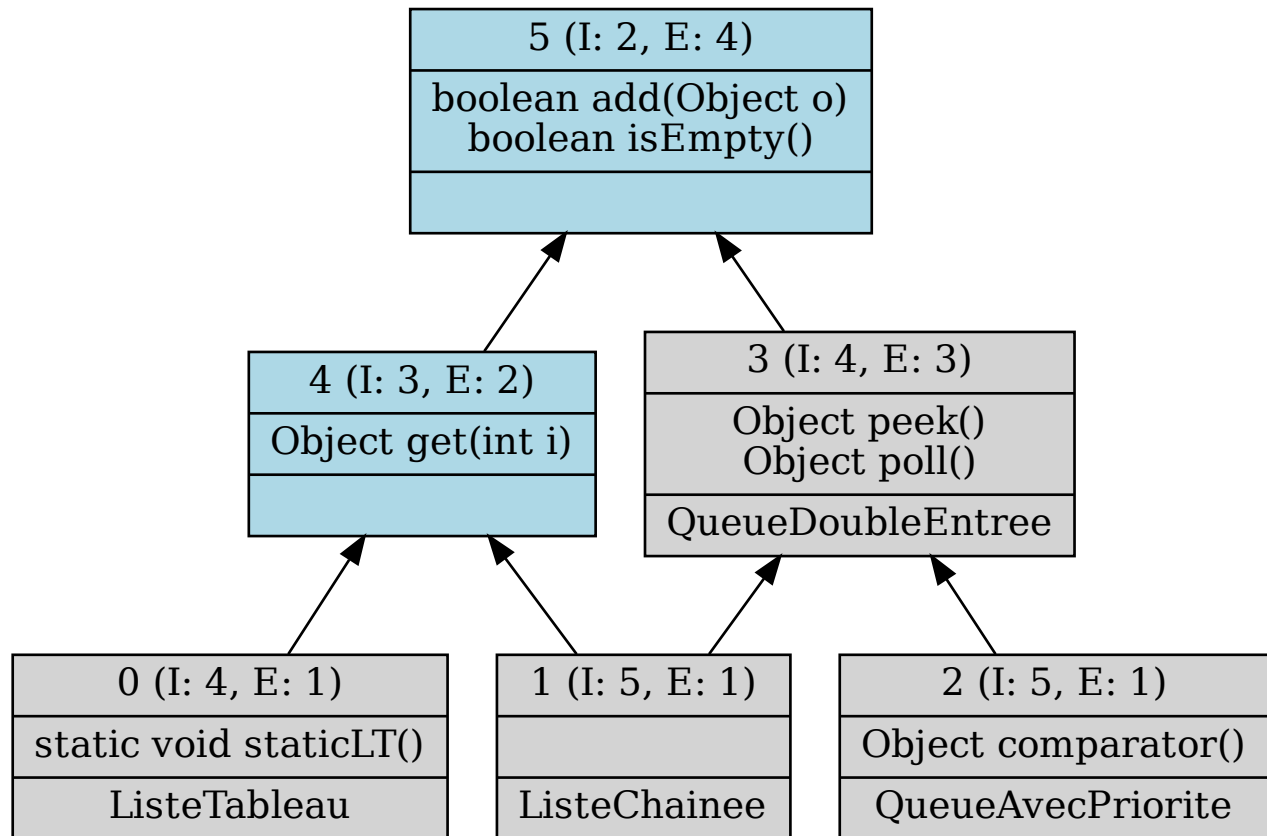 5 (I: 2, E: 4)
boolean add(Object o)
boolean isEmpty()
4 (I: 3, E: 2)
Object get(int i)
3 (I: 4, E: 3)
Object peek()
Object poll()
QueueDoubleEntree
0 (I: 4, E: 1)
static void staticLT()
ListeTableau
1 (I: 5, E: 1)
ListeChainee
2 (I: 5, E: 1)
Object comparator()
QueueAvecPriorite